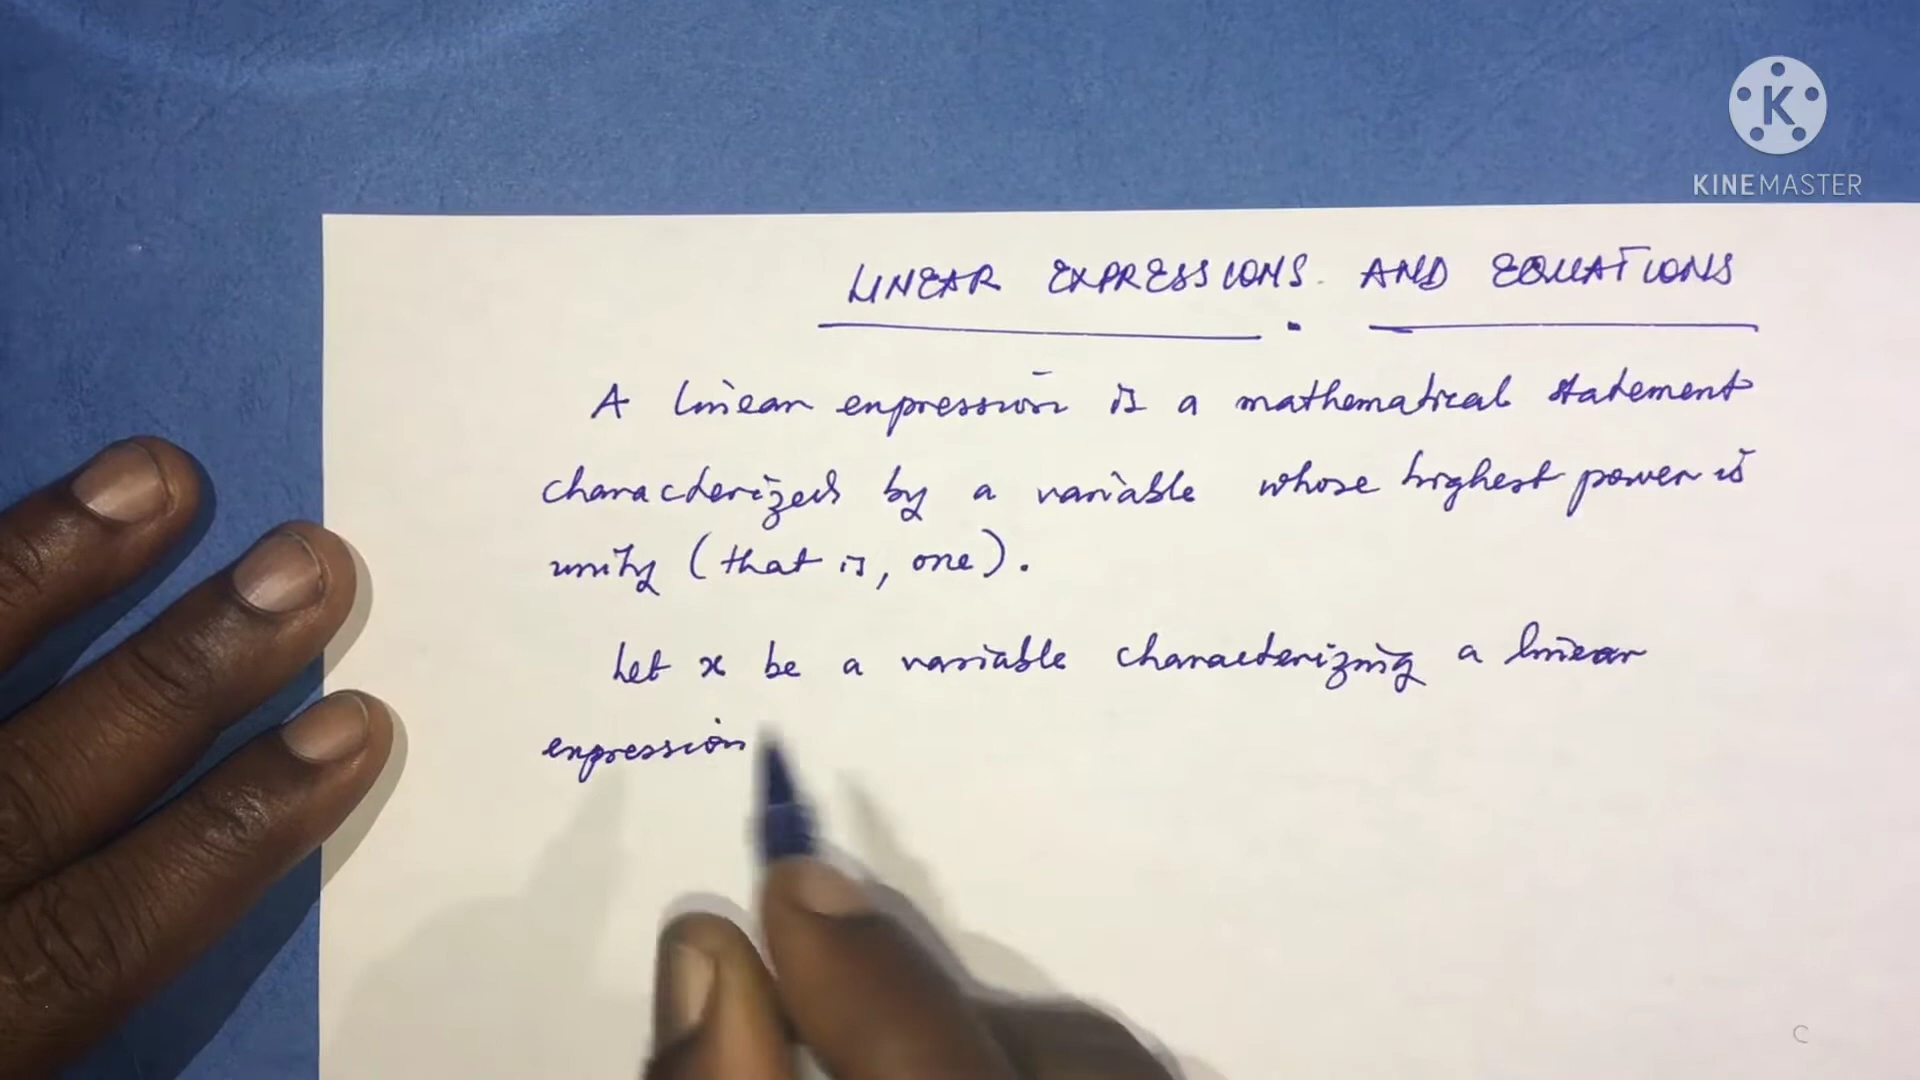 K
KINEMASTER
LINEAR EXPRESSIONS AND EQUATIONS
A linear expression is a mathematical statement
characterized by a variable whose highest power is
unity (that is, one).
Let x be a variable characterizing a linear
expression